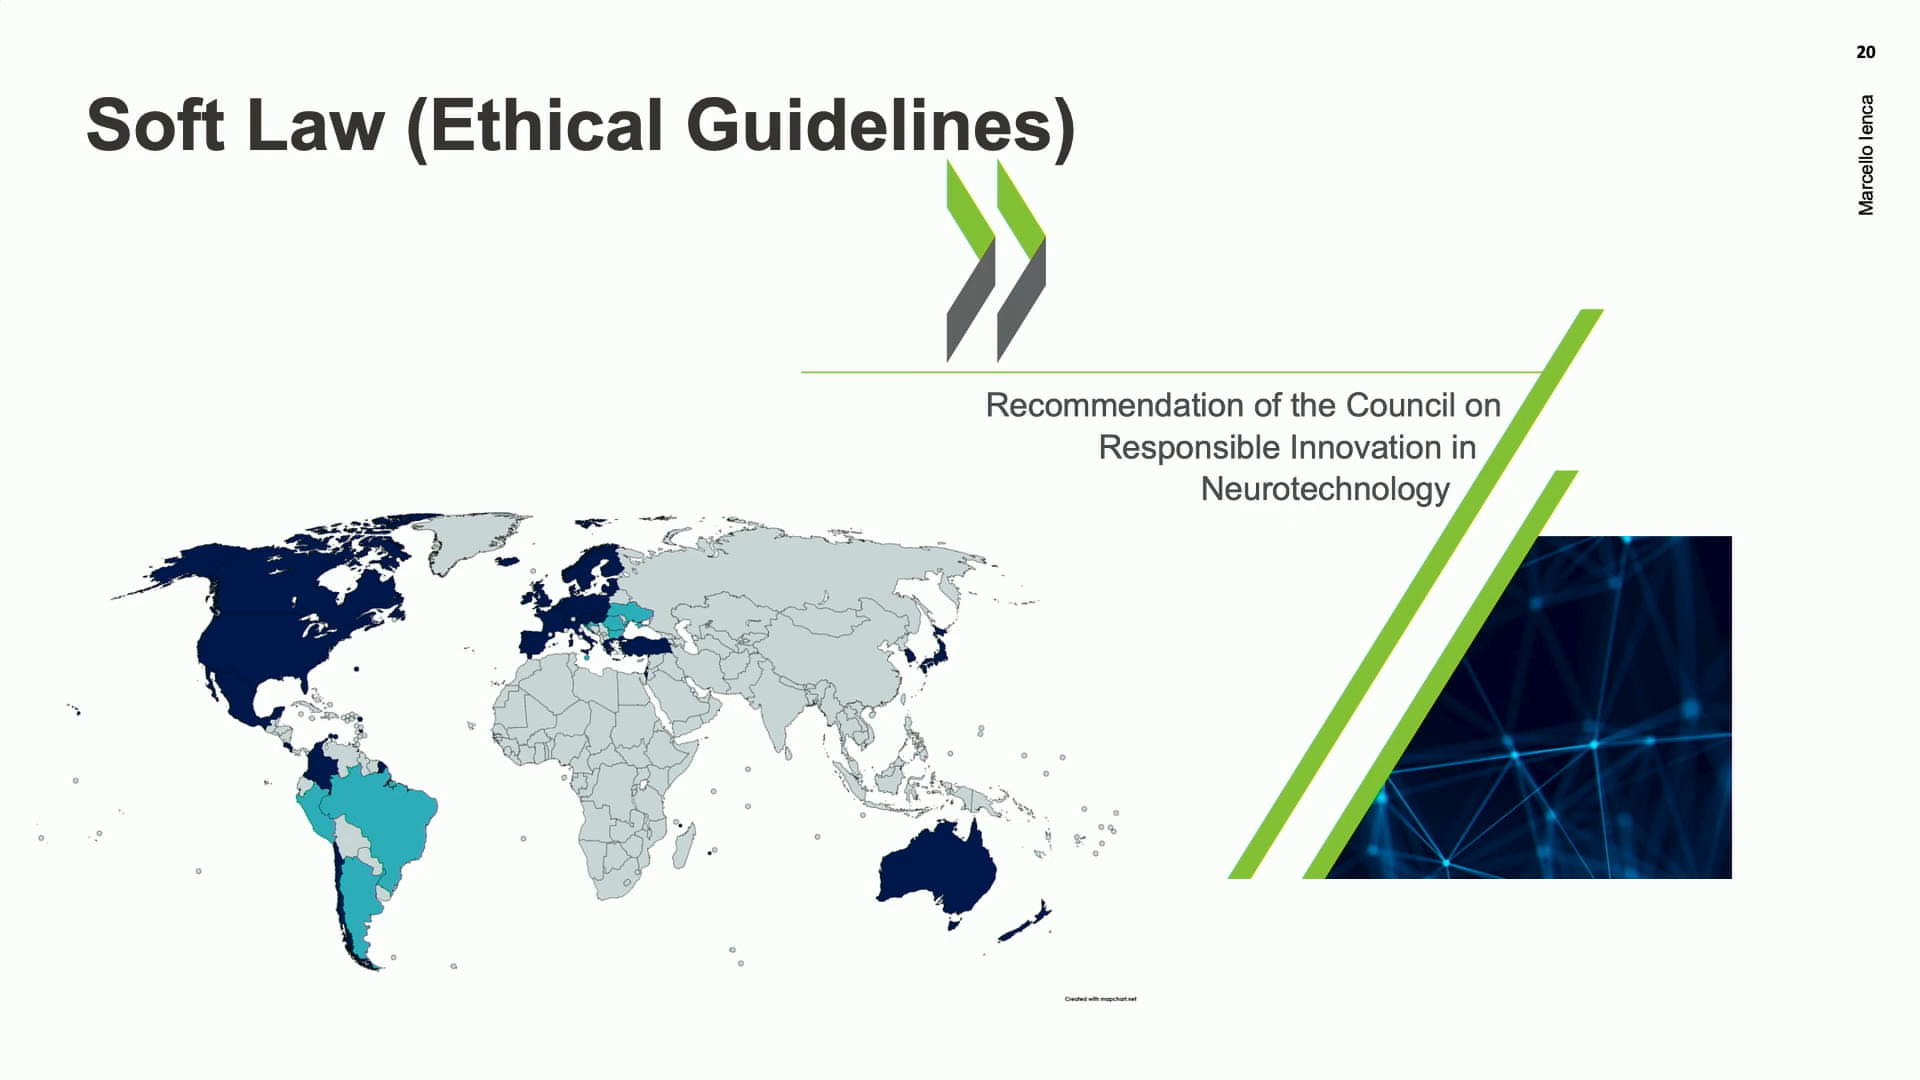 20
Marcello Ienca
Soft Law (Ethical Guidelines)
Recommendation of the Council on
Responsible Innovation in
Neurotechnology
Created with mapchart.net